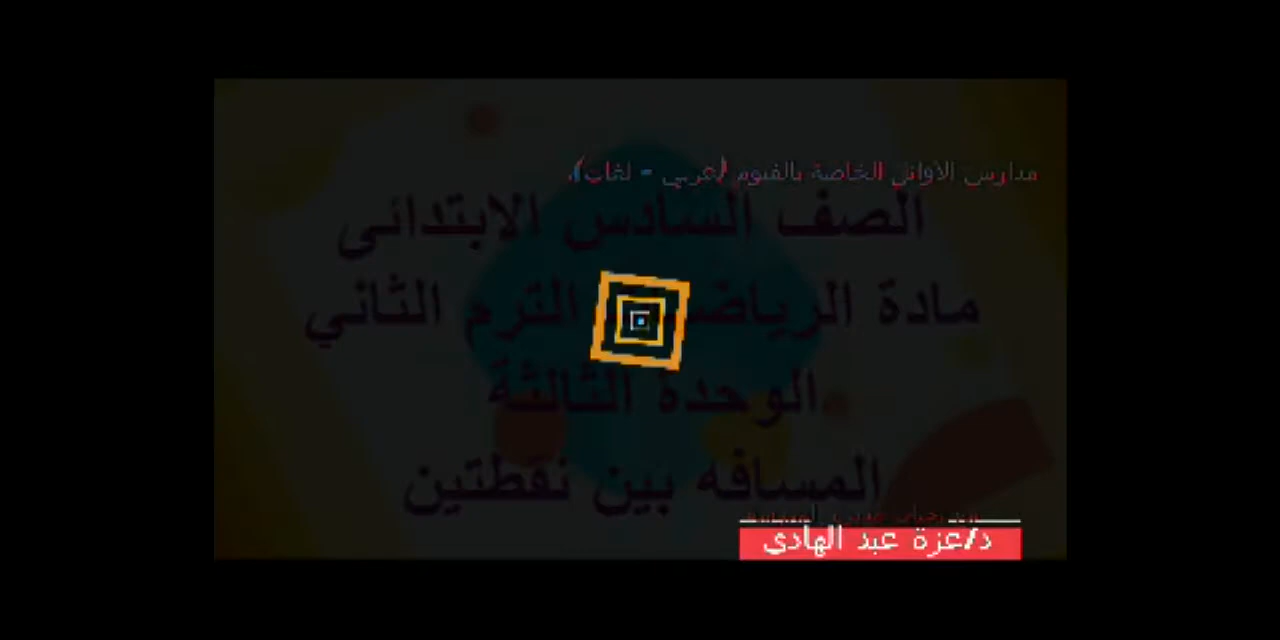 مدارس الأوائل الخاصة بالفيوم (عربي - لغات)
الصف السادس الابتدائى
مادة الرياضيات الترم الثاني
الوحدة الثالثة
المسافه بين نقطتين
د/عزة عبد الهادى